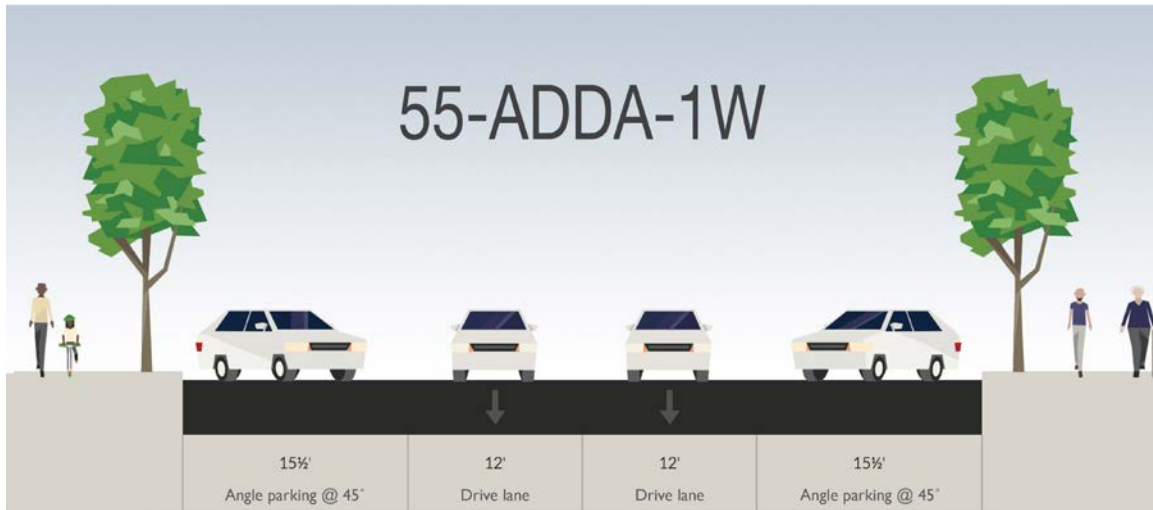 55-ADDA-1W
15½' 12' 12' 15½'
Angle parking @ 45˚ Drive lane Drive lane Angle parking @ 45˚